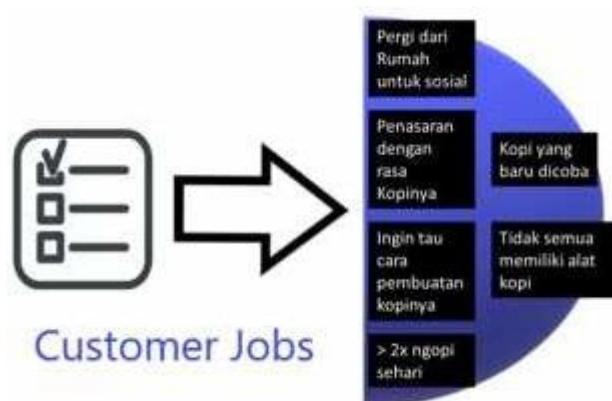 Pergi dari
Rumah
untuk sosial
Penasaran
dengan
rasa
Kopinya
Kopi yang
baru dicoba
Ingin tau
cara
pembuatan
kopinya
Tidak semua
memiliki alat
kopi
> 2x ngopi
sehari
Customer Jobs